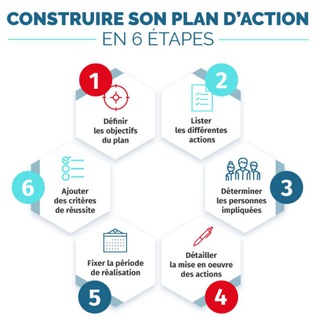 CONSTRUIRE SON PLAN D'ACTION
EN 6 ÉTAPES
1
Définir
les objectifs
du plan
2
Lister
les différentes
actions
3
Déterminer
les personnes
impliquées
4
Détailler
la mise en oeuvre
des actions
5
Fixer la période
de réalisation
6
Ajouter
des critères
de réussite